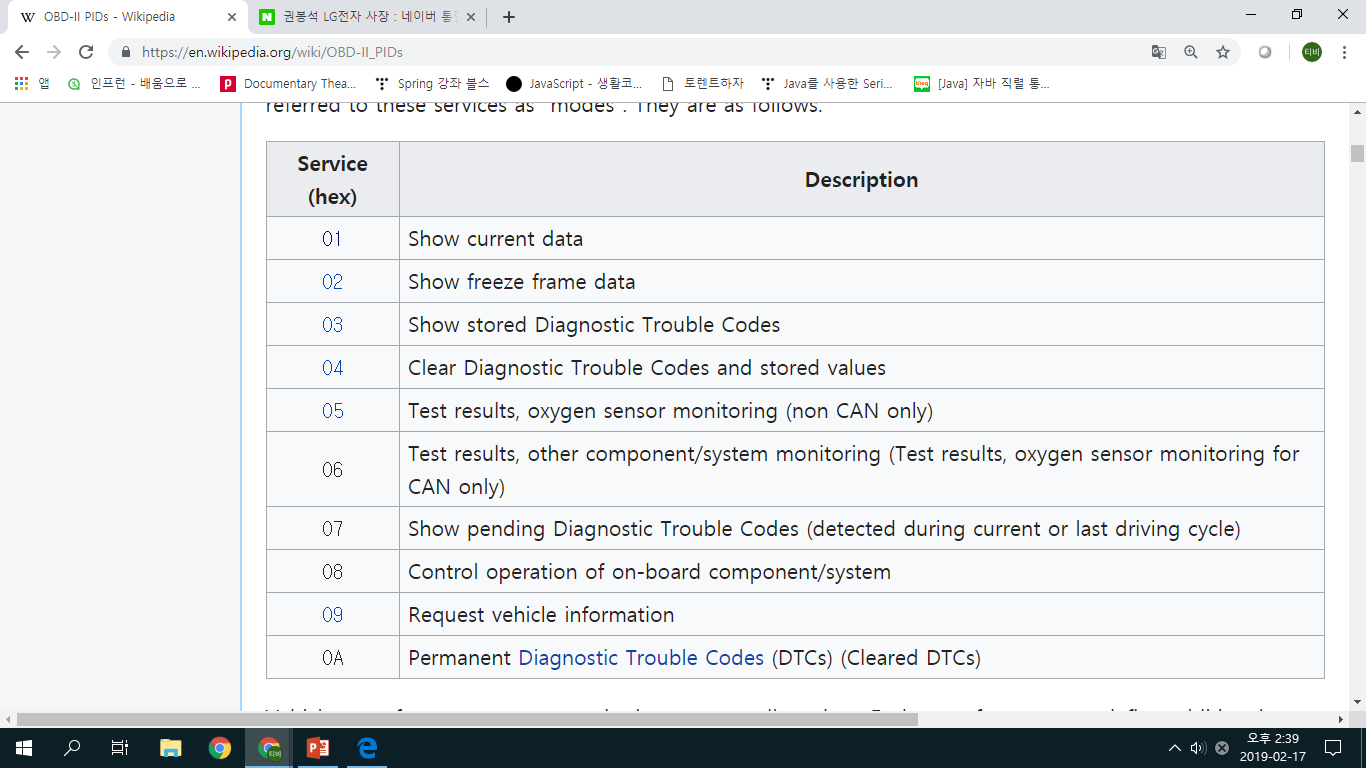 OBD-II PIDs - Wikipedia
권봉석 LG전자 사장 : 네이버 통
https://en.wikipedia.org/wiki/OBD-II_PIDs
티비
앱
인프런 - 배움으로 ...
Documentary Thea...
Spring 강좌 블스
JavaScript - 생활코...
토렌트하자
Java를 사용한 Seri...
[Java] 자바 직렬 통...
referred to these services as "modes". They are as follows:
Service (hex)
Description
01 Show current data
02 Show freeze frame data
03 Show stored Diagnostic Trouble Codes
04 Clear Diagnostic Trouble Codes and stored values
05 Test results, oxygen sensor monitoring (non CAN only)
06 Test results, other component/system monitoring (Test results, oxygen sensor monitoring for
CAN only)
07 Show pending Diagnostic Trouble Codes (detected during current or last driving cycle)
08 Control operation of on-board component/system
09 Request vehicle information
0A Permanent Diagnostic Trouble Codes (DTCs) (Cleared DTCs)
티비
오후 2:39
2019-02-17